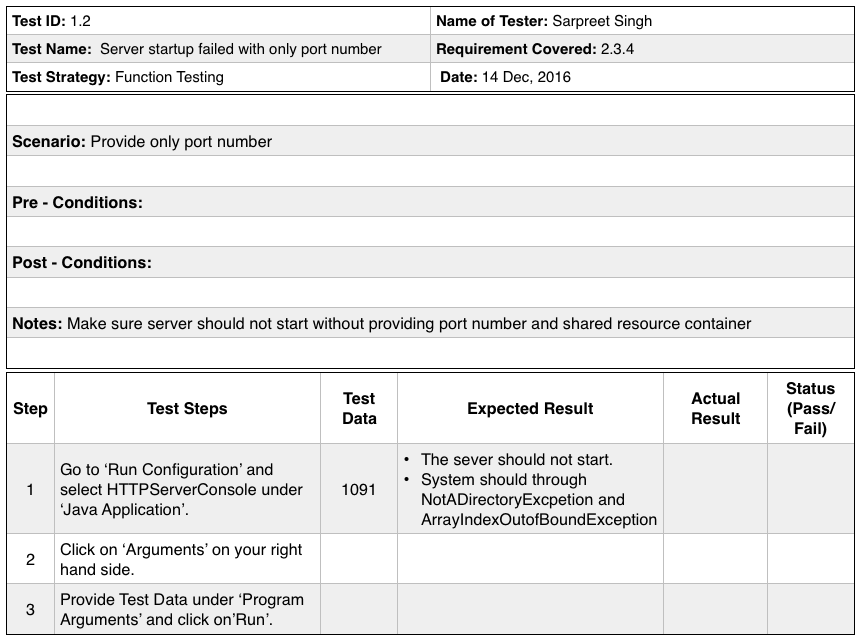 Test ID: 1.2
Name of Tester: Sarpreet Singh
Test Name: Server startup failed with only port number
Requirement Covered: 2.3.4
Test Strategy: Function Testing
Date: 14 Dec, 2016
Scenario: Provide only port number
Pre - Conditions:
Post - Conditions:
Notes: Make sure server should not start without providing port number and shared resource container
Step
Test Steps
Test
Data
Expected Result
Actual
Result
Status
(Pass/
Fail)
1
Go to ‘Run Configuration’ and
select HTTPServerConsole under
‘Java Application’.
1091
• The sever should not start.
• System should through
NotADirectoryExcpetion and
ArrayIndexOutofBoundException
2
Click on ‘Arguments’ on your right
hand side.
3
Provide Test Data under ‘Program
Arguments’ and click on’Run’.